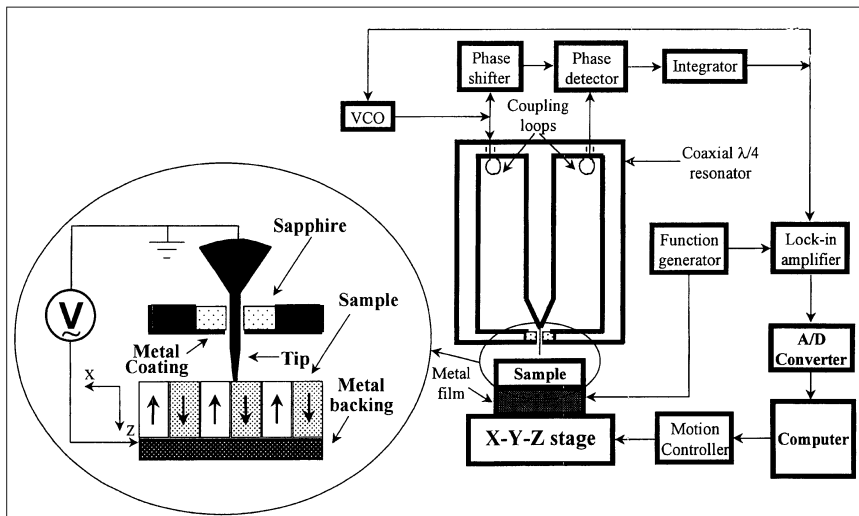 Phase
shifter
Phase
detector
Integrator
VCO
Coupling
loops
Coaxial λ/4
resonator
Sapphire
Function
generator
Lock-in
amplifier
V
~
Sample
Metal
Coating
Tip
A/D
Converter
Metal
film
Sample
X
Metal
backing
Z
X-Y-Z stage
Motion
Controller
Computer